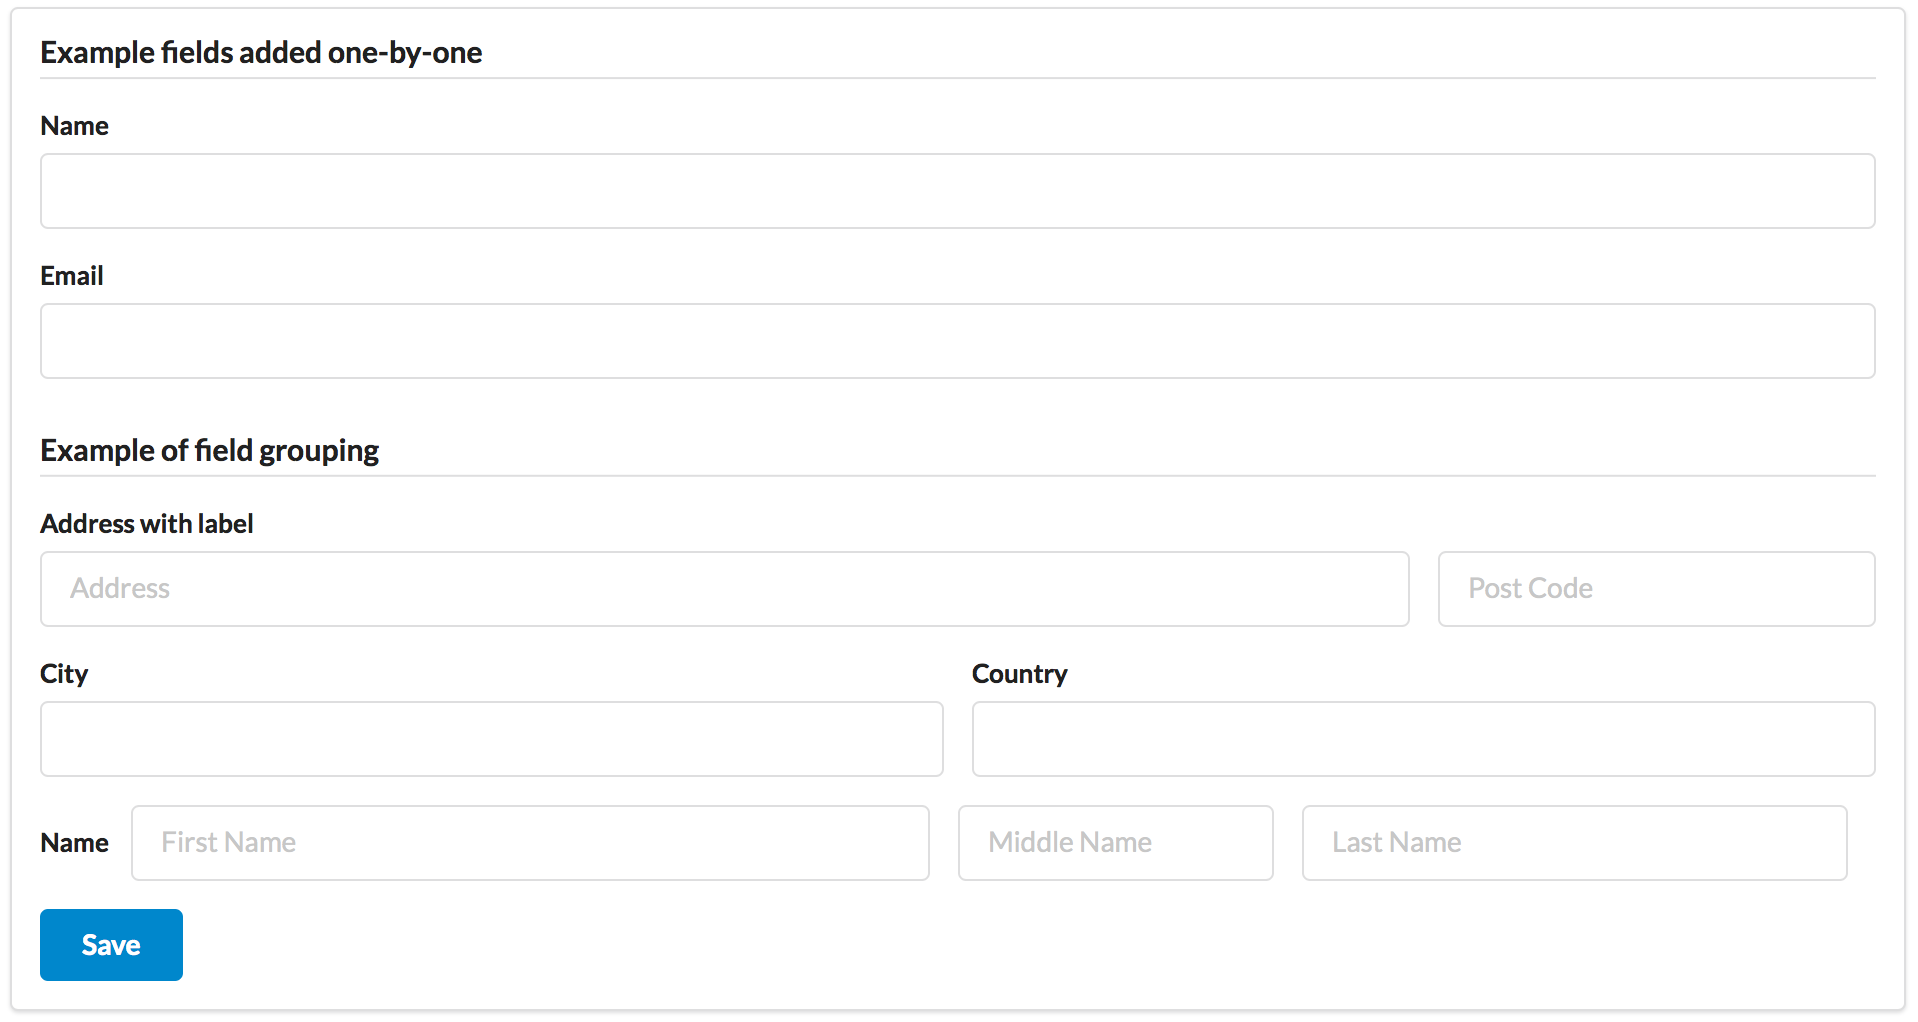 Example fields added one-by-one
Name
Email
Example of field grouping
Address with label
Address Post Code
City Country
Name First Name Middle Name Last Name
Save